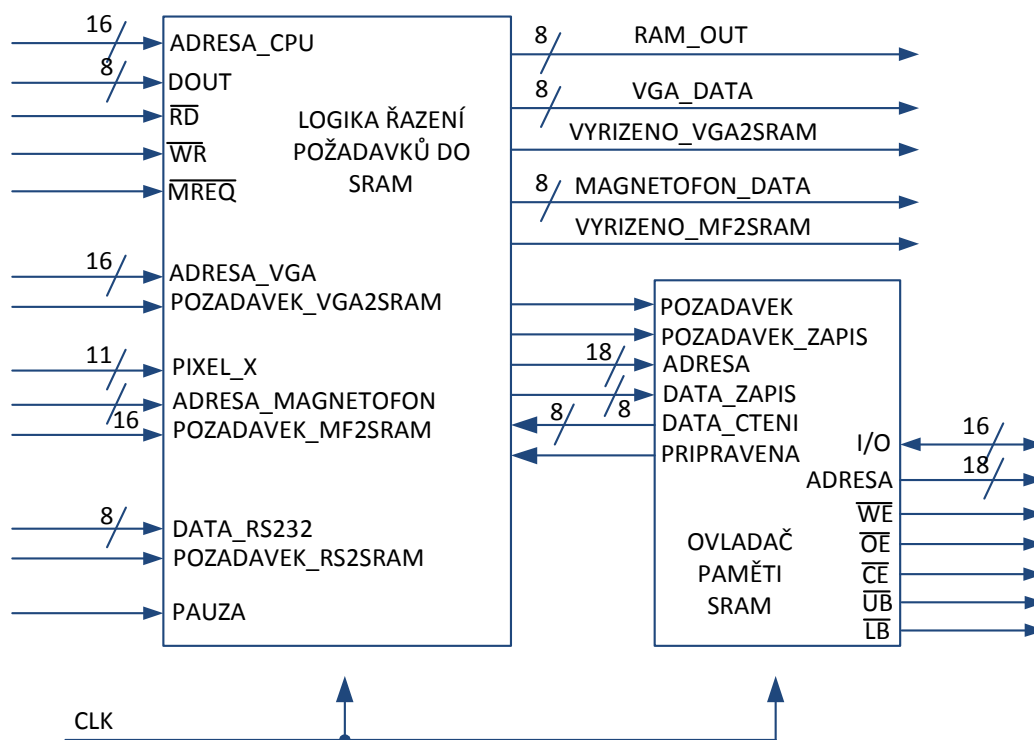 16
ADRESA_CPU
8
DOUT
RD
WR
MREQ
16
ADRESA_VGA
POZADAVEK_VGA2SRAM
11
PIXEL_X
ADRESA_MAGNETOFON
16
POZADAVEK_MF2SRAM
8
DATA_RS232
POZADAVEK_RS2SRAM
PAUZA
LOGIKA ŘAZENÍ
POŽADAVKŮ DO
SRAM
8
RAM_OUT
8
VGA_DATA
VYRIZENO_VGA2SRAM
8
MAGNETOFON_DATA
VYRIZENO_MF2SRAM
POZADAVEK
POZADAVEK_ZAPIS
18
ADRESA
DATA_ZAPIS
8
8
DATA_CTENI
PRIPRAVENA
I/O
16
ADRESA
18
WE
OE
CE
UB
LB
OVLADAČ
PAMĚTI
SRAM
CLK